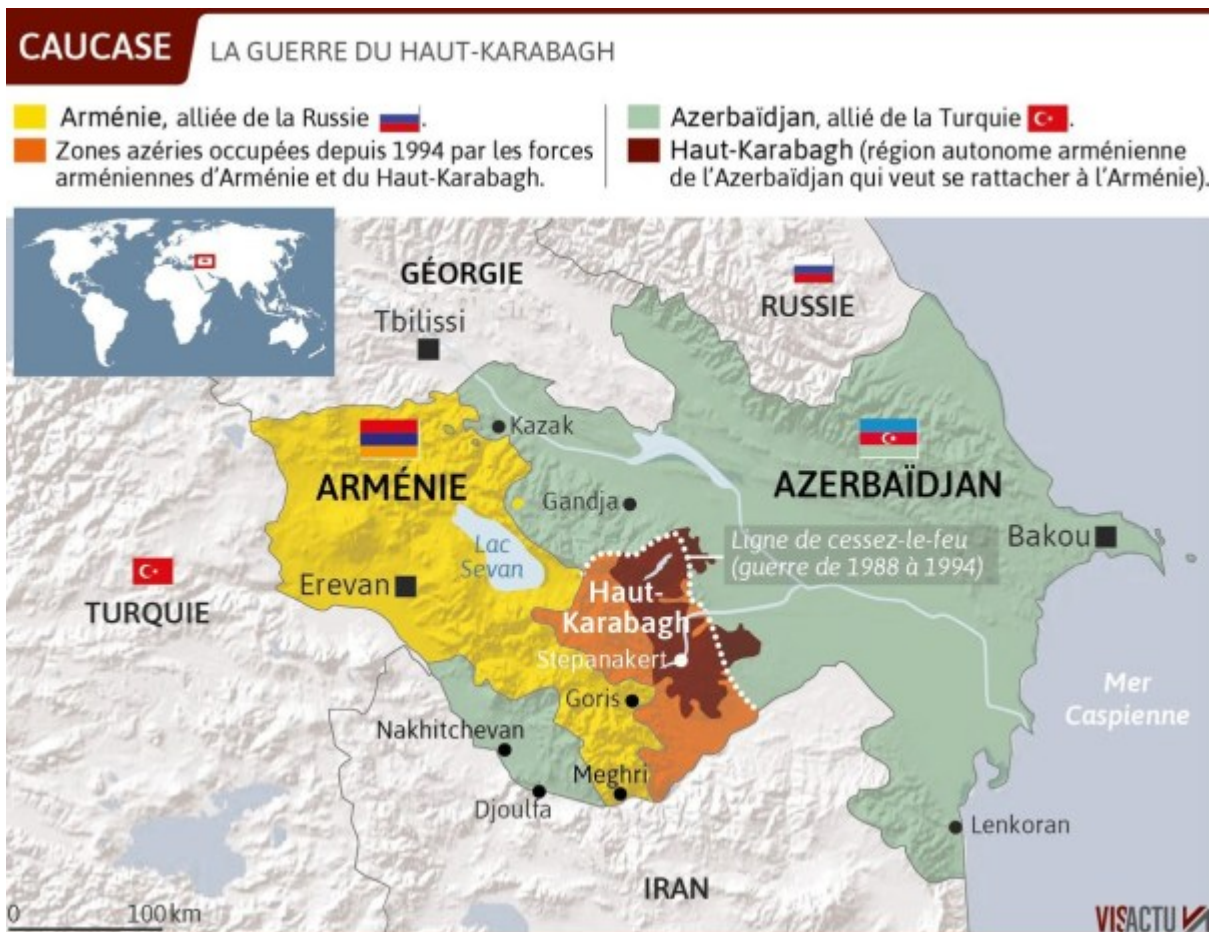 CAUCASE
LA GUERRE DU HAUT-KARABAGH
Arménie, alliée de la Russie .
Zones azéries occupées depuis 1994 par les forces
arméniennes d'Arménie et du Haut-Karabagh.
Azerbaïdjan, allié de la Turquie .
Haut-Karabagh (région autonome arménienne
de l'Azerbaïdjan qui veut se rattacher à l'Arménie).
GÉORGIE
Tbilissi
RUSSIE
Kazak
ARMÉNIE
AZERBAÏDJAN
Gandja
Lac
Sevan
Ligne de cessez-le-feu
(guerre de 1988 à 1994)
Bakou
Erevan
TURQUIE
Haut-
Karabagh
Stepanakert
Goris
Mer
Caspienne
Nakhitchevan
Meghri
Djoulfa
Lenkoran
IRAN
0 100 km
VISACTU